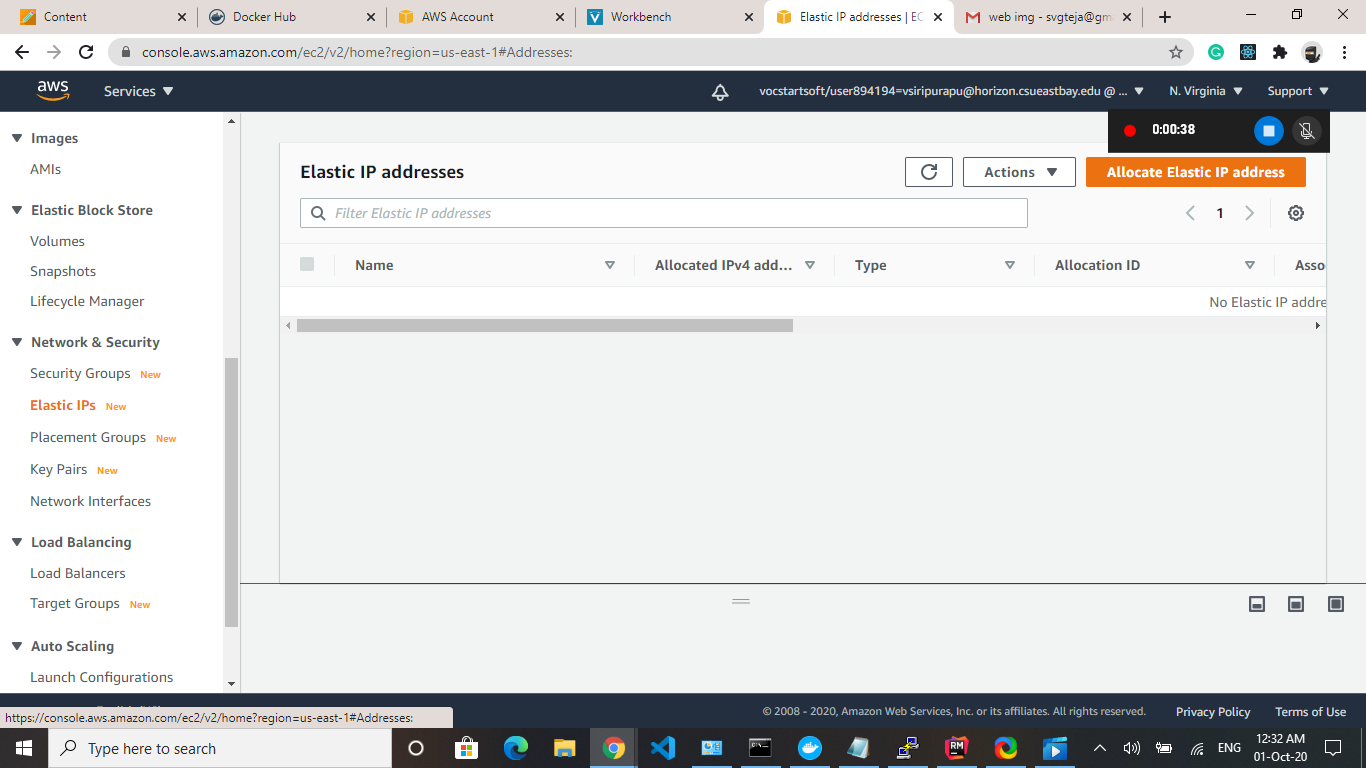 Content
Docker Hub
AWS Account
Workbench
Elastic IP addresses | EC
web img - svgteja@gm
console.aws.amazon.com/ec2/v2/home?region=us-east-1#Addresses:
aws
Services
vocstartsoft/user894194=vsiripurapu@horizon.csueastbay.edu @ ...
N. Virginia
Support
0:00:38
Images
AMIs
Elastic Block Store
Volumes
Snapshots
Lifecycle Manager
Network & Security
Security Groups New
Elastic IPs New
Placement Groups New
Key Pairs New
Network Interfaces
Load Balancing
Load Balancers
Target Groups New
Auto Scaling
Launch Configurations
Elastic IP addresses
Actions
Allocate Elastic IP address
Filter Elastic IP addresses
1
Name
Allocated IPv4 add...
Type
Allocation ID
Asso
No Elastic IP addre
https://console.aws.amazon.com/ec2/v2/home?region=us-east-1#Addresses:
© 2008 - 2020, Amazon Web Services, Inc. or its affiliates. All rights reserved.
Privacy Policy
Terms of Use
Type here to search
RM
ENG
12:32 AM
01-Oct-20